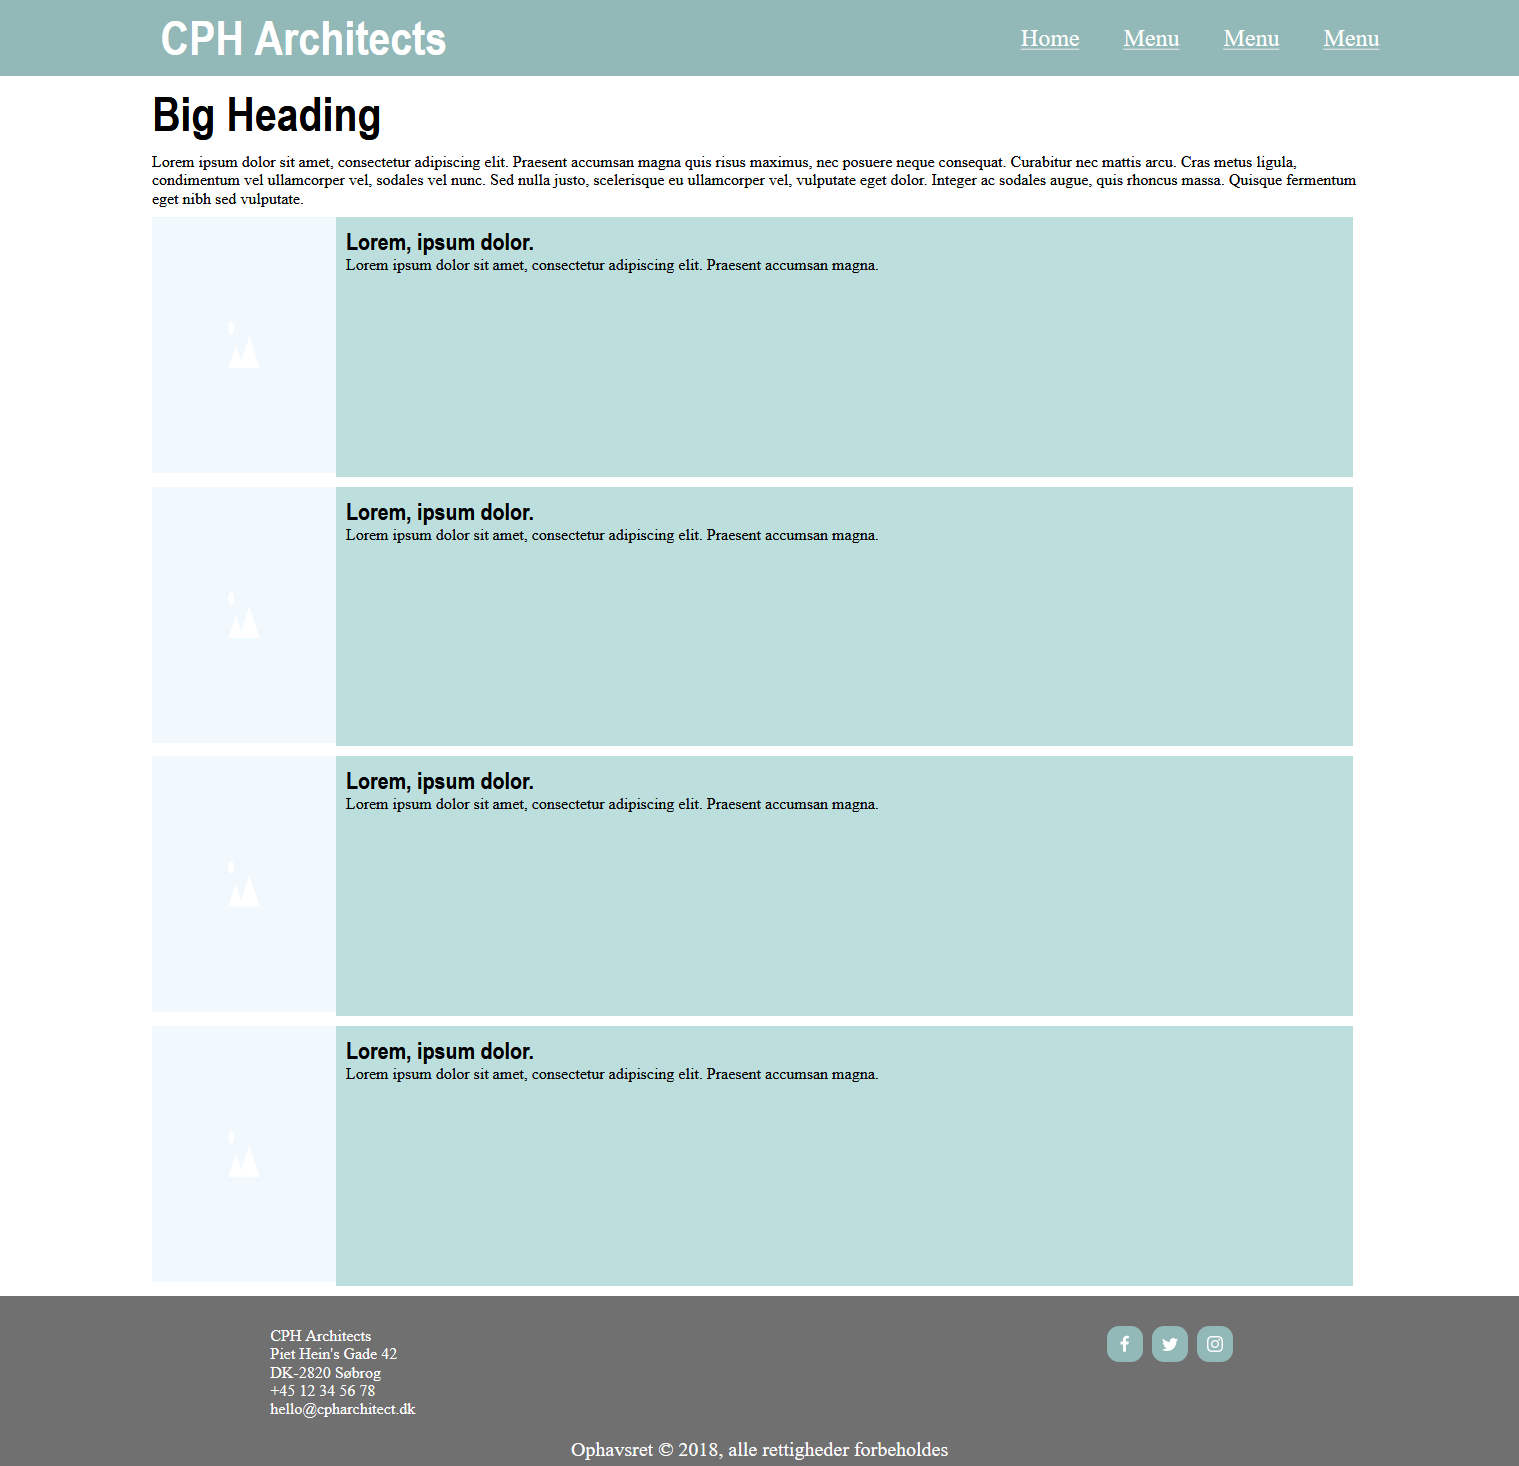 CPH Architects
Home Menu Menu Menu
Big Heading
Lorem ipsum dolor sit amet, consectetur adipiscing elit. Praesent accumsan magna quis risus maximus, nec posuere neque consequat. Curabitur nec mattis arcu. Cras metus ligula,
condimentum vel ullamcorper vel, sodales vel nunc. Sed nulla justo, scelerisque eu ullamcorper vel, vulputate eget dolor. Integer ac sodales augue, quis rhoncus massa. Quisque fermentum
eget nibh sed vulputate.
Lorem, ipsum dolor.
Lorem ipsum dolor sit amet, consectetur adipiscing elit. Praesent accumsan magna.
Lorem, ipsum dolor.
Lorem ipsum dolor sit amet, consectetur adipiscing elit. Praesent accumsan magna.
Lorem, ipsum dolor.
Lorem ipsum dolor sit amet, consectetur adipiscing elit. Praesent accumsan magna.
Lorem, ipsum dolor.
Lorem ipsum dolor sit amet, consectetur adipiscing elit. Praesent accumsan magna.
CPH Architects
Piet Hein's Gade 42
DK-2820 Søbrog
+45 12 34 56 78
hello@cpharchitect.dk
Ophavsret © 2018, alle rettigheder forbeholdes